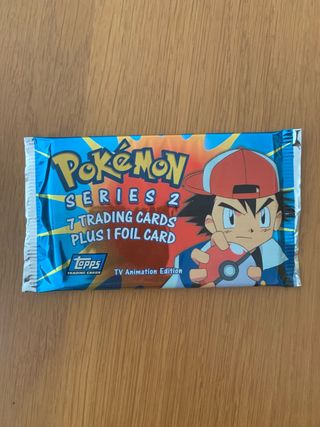 POKéMON
SERIES 2
7 TRADING CARDS
PLUS 1 FOIL CARD
topps
TRADING CARDS
TV Animation Edition